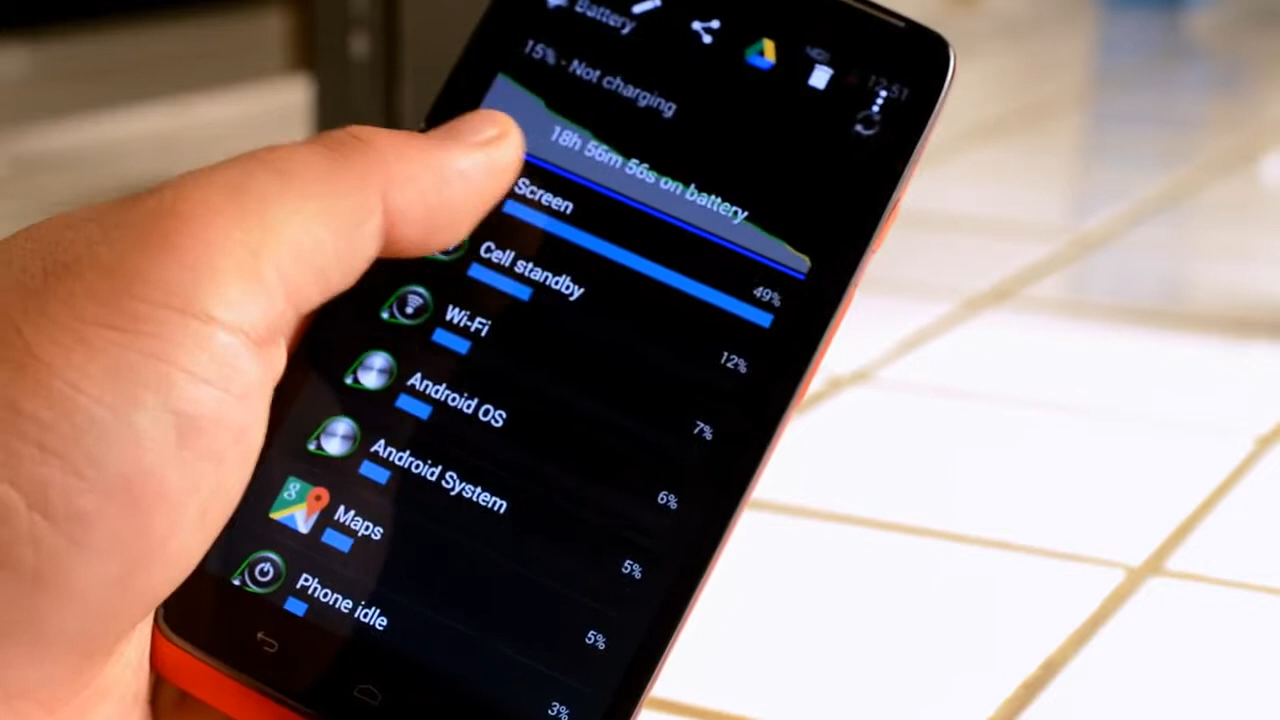 Battery
12:51
15% - Not charging
18h 56m 56s on battery
Screen
49%
Cell standby
12%
Wi-Fi
7%
Android OS
6%
Android System
5%
Maps
5%
Phone idle
3%